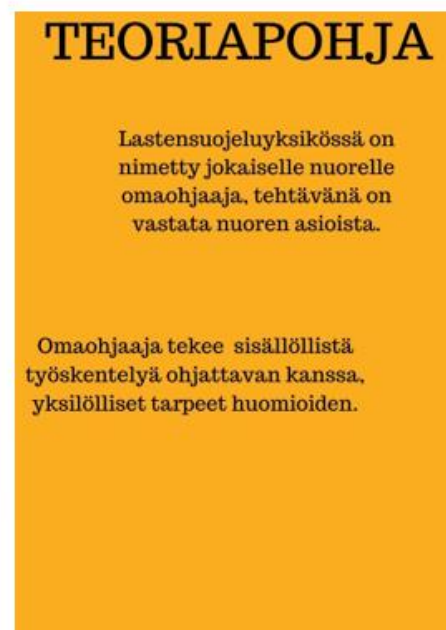 TEORIAPOHJA
Lastensuojeluyksikössä on
nimetty jokaiselle nuorelle
omaohjaaja, tehtävänä on
vastata nuoren asioista.
Omaohjaaja tekee sisällöllistä
työskentelyä ohjattavan kanssa,
yksilölliset tarpeet huomioiden.